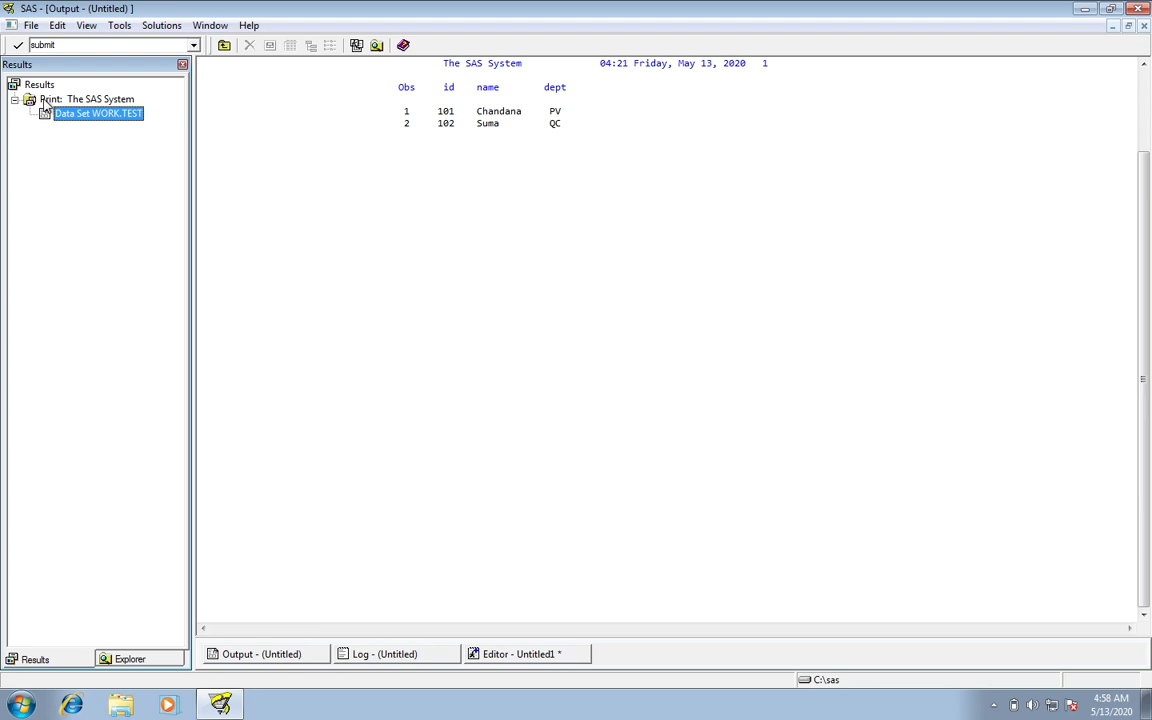 SAS - [Output - (Untitled) ]
File Edit View Tools Solutions Window Help
submit
Results
Results
Print: The SAS System
Data Set WORK.TEST
The SAS System 04:21 Friday, May 13, 2020 1
Obs id name dept
1 101 Chandana PV
2 102 Suma QC
Results Explorer
Output - (Untitled) Log - (Untitled) Editor - Untitled1 *
C:\sas
4:58 AM
5/13/2020